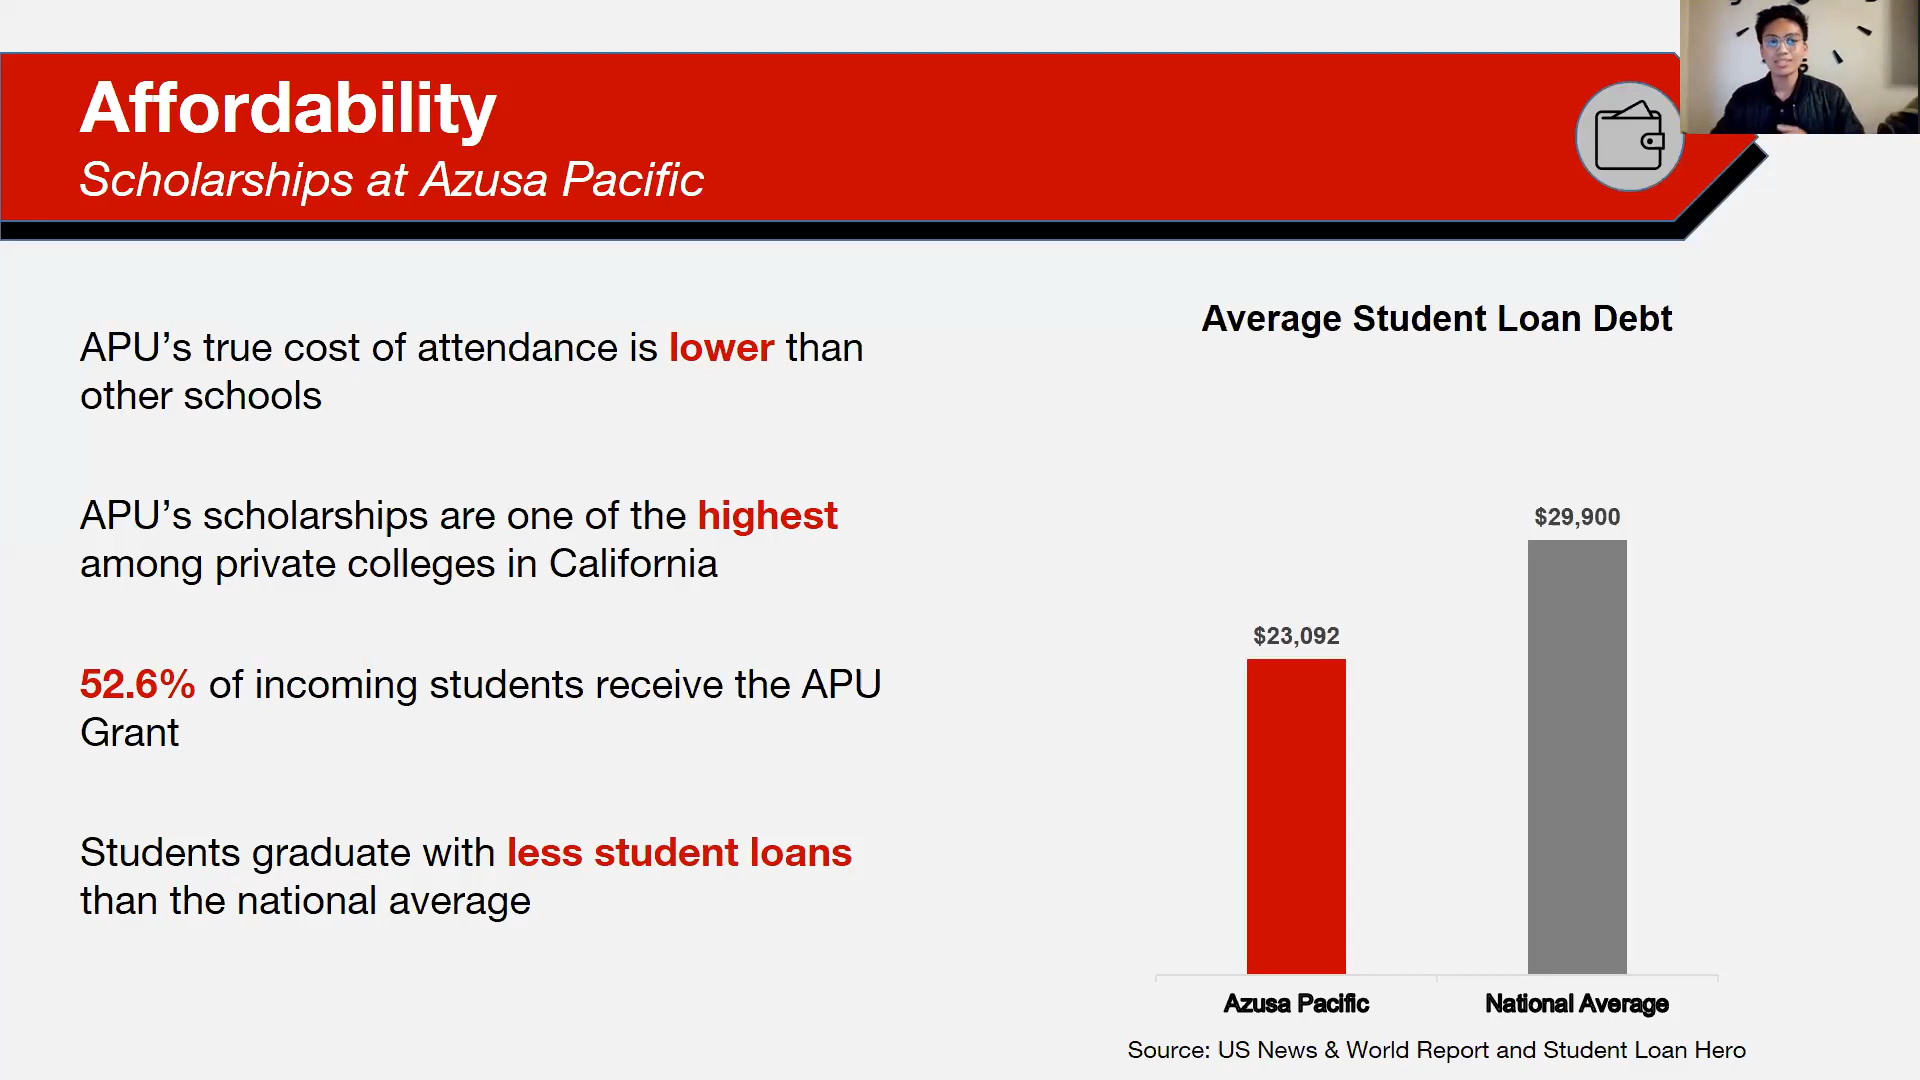 Affordability
Scholarships at Azusa Pacific
APU’s true cost of attendance is lower than
other schools
APU’s scholarships are one of the highest
among private colleges in California
52.6% of incoming students receive the APU
Grant
Students graduate with less student loans
than the national average
Average Student Loan Debt
$29,900
$23,092
Azusa Pacific
National Average
Source: US News & World Report and Student Loan Hero